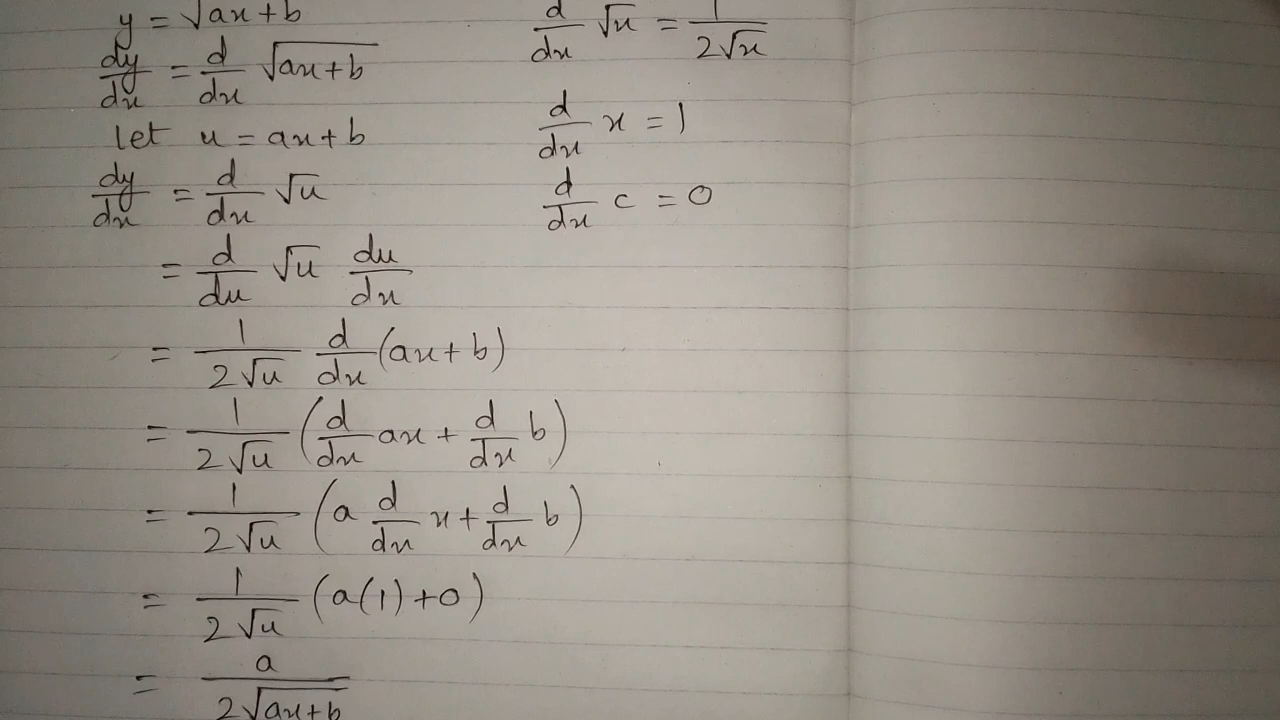 y = √ax+b
dy/dx = d/dx √ax+b
let u = ax+b
dy/dx = d/dx √u
= d/du √u du/dx
= 1/2√u d/dx (ax+b)
= 1/2√u (d/dx ax + d/dx b)
= 1/2√u (a d/dx x + d/dx b)
= 1/2√u (a(1)+0)
= a/2√ax+b
d/dx √x = 1/2√x
d/dx x = 1
d/dx c = 0